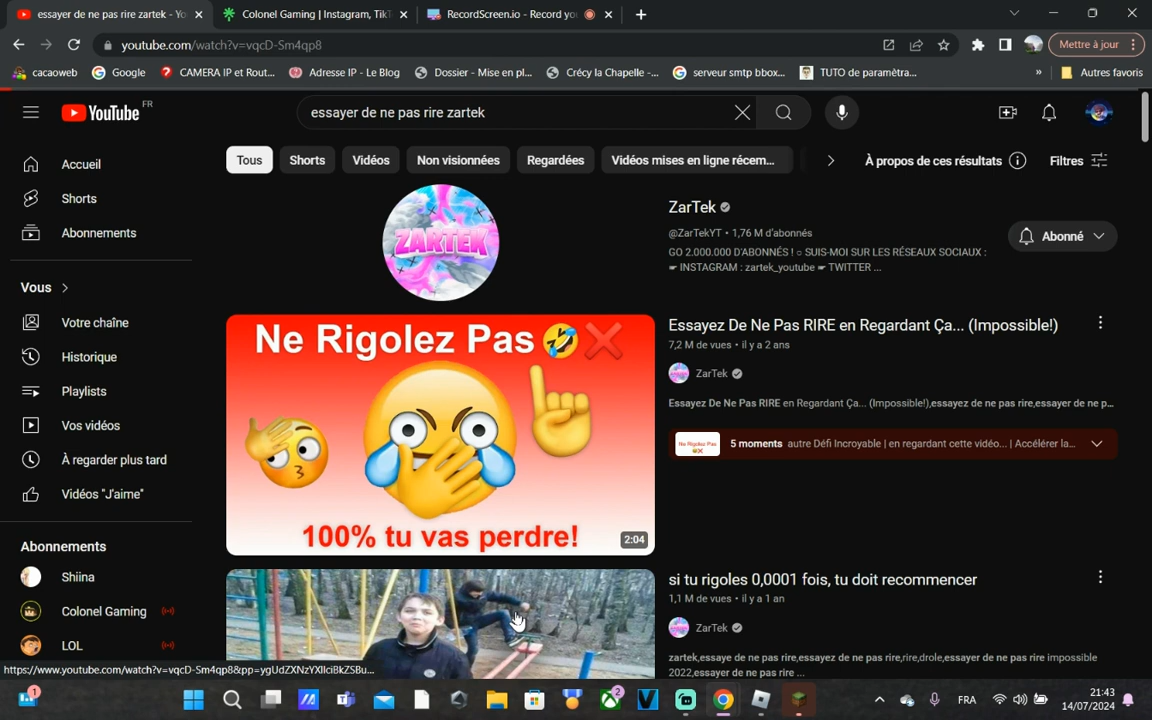 essayer de ne pas rire zartek - Yo
Colonel Gaming | Instagram, TikT
RecordScreen.io - Record yo
youtube.com/watch?v=vqcD-Sm4qp8
Mettre à jour
cacaoweb
Google
CAMERA IP et Rout...
Adresse IP - Le Blog
Dossier - Mise en pl...
Crécy la Chapelle -...
serveur smtp bbox...
TUTO de paramètra...
»
Autres favoris
YouTube FR
essayer de ne pas rire zartek
Tous
Shorts
Vidéos
Non visionnées
Regardées
Vidéos mises en ligne récem...
À propos de ces résultats
Filtres
Accueil
Shorts
Abonnements
Vous
Votre chaîne
Historique
Playlists
Vos vidéos
À regarder plus tard
Vidéos "J'aime"
Abonnements
Shiina
Colonel Gaming
LOL
ZARTEK
ZarTek
@ZarTekYT • 1,76 M d'abonnés
GO 2.000.000 D'ABONNÉS ! ○ SUIS-MOI SUR LES RÉSEAUX SOCIAUX :
☛ INSTAGRAM : zartek_youtube ☛ TWITTER ...
Abonné
Ne Rigolez Pas
100% tu vas perdre!
2:04
Essayez De Ne Pas RIRE en Regardant Ça... (Impossible!)
7,2 M de vues • il y a 2 ans
ZarTek
Essayez De Ne Pas RIRE en Regardant Ça... (Impossible!),essayez de ne pas rire,essayer de ne p...
Ne Rigolez Pas
5 moments autre Défi Incroyable | en regardant cette vidéo... | Accélérer la...
si tu rigoles 0,0001 fois, tu doit recommencer
1,1 M de vues • il y a 1 an
ZarTek
zartek,essaye de ne pas rire,essayez de ne pas rire,rire,drole,essayer de ne pas rire impossible
2022,essayez de ne pas rire ...
https://www.youtube.com/watch?v=vqcD-Sm4qp8&pp=ygUdZXNzYXllciBkZSBu...
1
2
FRA
21:43
14/07/2024